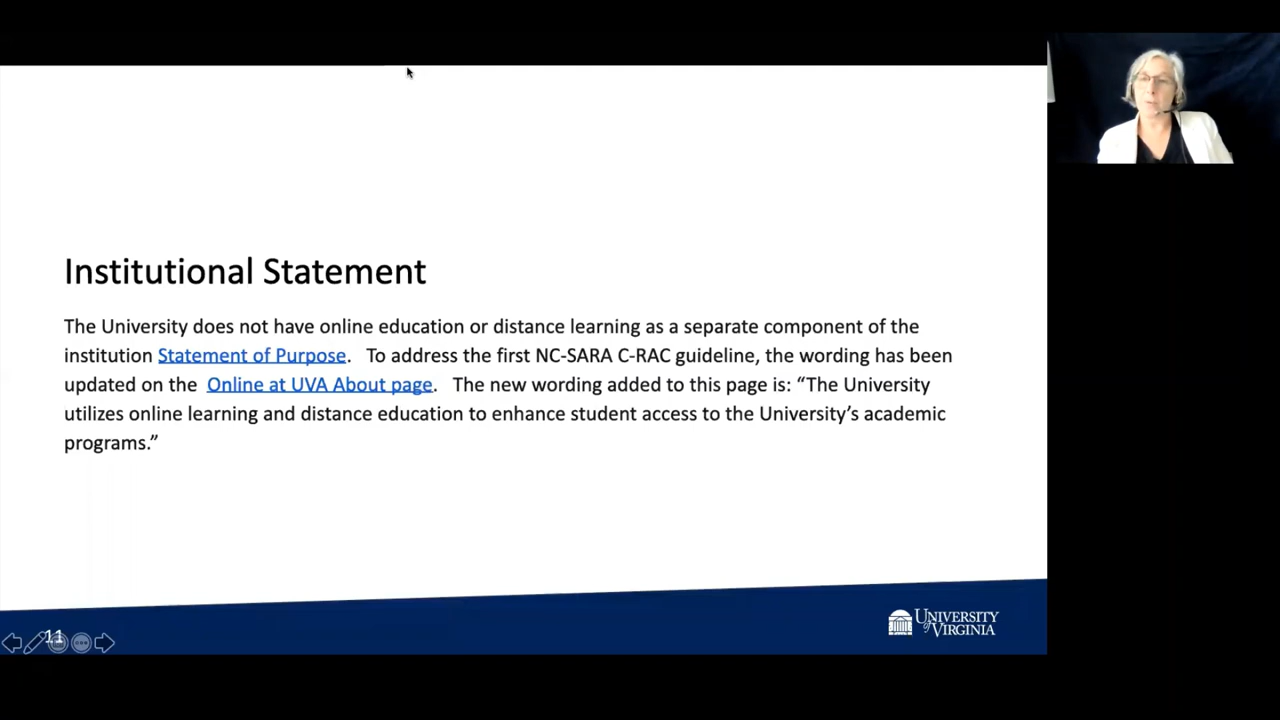 Institutional Statement
The University does not have online education or distance learning as a separate component of the
institution Statement of Purpose. To address the first NC-SARA C-RAC guideline, the wording has been
updated on the Online at UVA About page. The new wording added to this page is: “The University
utilizes online learning and distance education to enhance student access to the University’s academic
programs.”
11
UNIVERSITY
of VIRGINIA